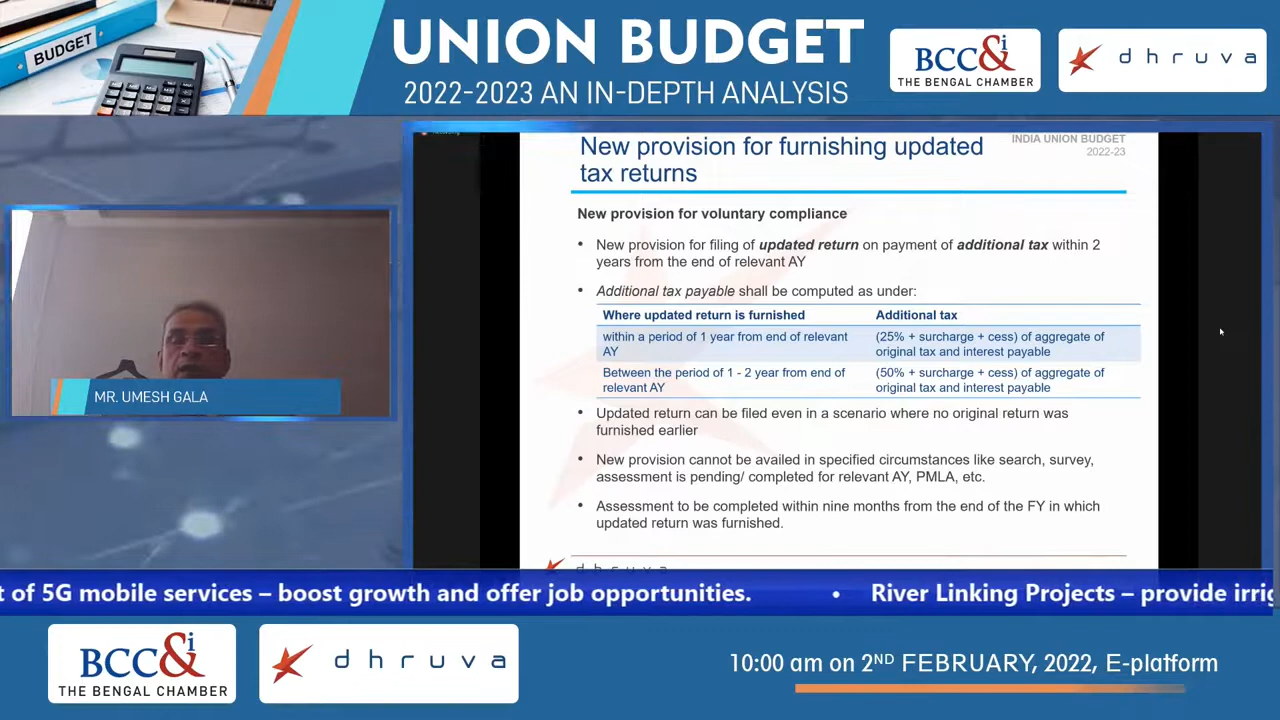 BUDGET
UNION BUDGET
2022-2023 AN IN-DEPTH ANALYSIS
BCC&i
THE BENGAL CHAMBER
dhruva
New provision for furnishing updated
tax returns
INDIA UNION BUDGET
2022-23
New provision for voluntary compliance
• New provision for filing of updated return on payment of additional tax within 2
years from the end of relevant AY
• Additional tax payable shall be computed as under:
Where updated return is furnished Additional tax
within a period of 1 year from end of relevant
AY
(25% + surcharge + cess) of aggregate of
original tax and interest payable
Between the period of 1 - 2 year from end of
relevant AY
(50% + surcharge + cess) of aggregate of
original tax and interest payable
• Updated return can be filed even in a scenario where no original return was
furnished earlier
• New provision cannot be availed in specified circumstances like search, survey,
assessment is pending/ completed for relevant AY, PMLA, etc.
• Assessment to be completed within nine months from the end of the FY in which
updated return was furnished.
dhruva
MR. UMESH GALA
t of 5G mobile services – boost growth and offer job opportunities. • River Linking Projects – provide irrig
BCC&i
THE BENGAL CHAMBER
dhruva
10:00 am on 2ND FEBRUARY, 2022, E-platform